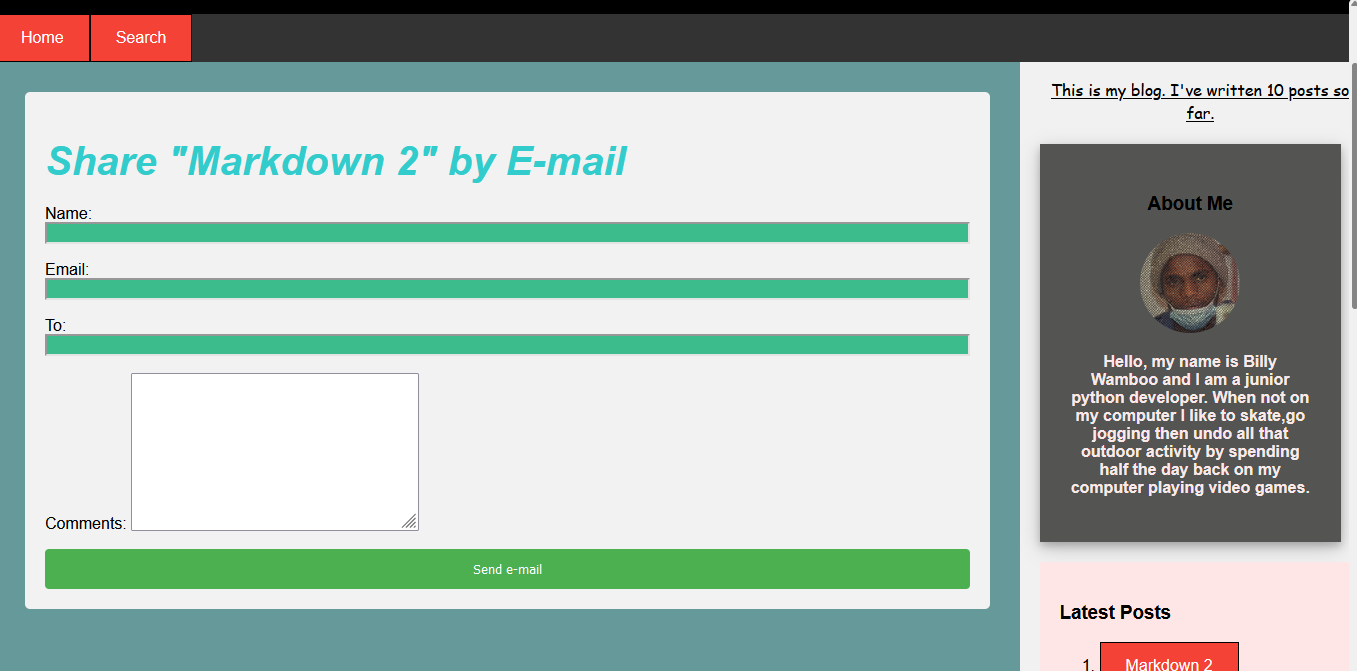 Home
Search
Share "Markdown 2" by E-mail
Name:
Email:
To:
Comments:
Send e-mail
This is my blog. I've written 10 posts so
far.
About Me
Hello, my name is Billy
Wamboo and I am a junior
python developer. When not on
my computer I like to skate,go
jogging then undo all that
outdoor activity by spending
half the day back on my
computer playing video games.
Latest Posts
1. Markdown 2